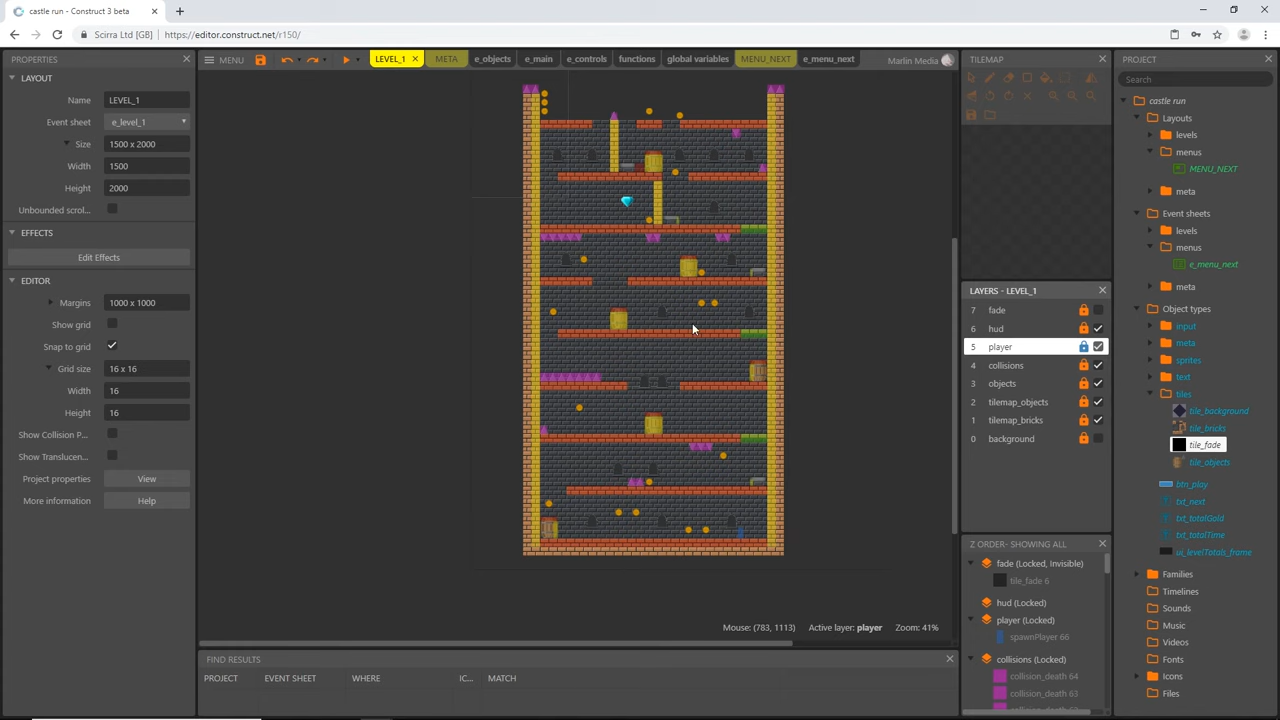 castle run - Construct 3 beta
Scirra Ltd [GB] | https://editor.construct.net/r150/
PROPERTIES
LAYOUT
Name LEVEL_1
Event sheet e_level_1
Size 1500 x 2000
Width 1500
Height 2000
Unbounded scrol...
EFFECTS
Edit Effects
EDITOR
Margins 1000 x 1000
Show grid
Snap to grid
Grid size 16 x 16
Width 16
Height 16
Show Collision P...
Show Translucen...
Project properties View
More information Help
MENU
LEVEL_1
META
e_objects
e_main
e_controls
functions
global variables
MENU_NEXT
e_menu_next
Marlin Media
Mouse: (783, 1113) Active layer: player Zoom: 41%
FIND RESULTS
PROJECT EVENT SHEET WHERE IC... MATCH
TILEMAP
LAYERS - LEVEL_1
7 fade
6 hud
5 player
4 collisions
3 objects
2 tilemap_objects
1 tilemap_bricks
0 background
Z ORDER- SHOWING ALL
fade (Locked, Invisible)
tile_fade 6
hud (Locked)
player (Locked)
spawnPlayer 66
collisions (Locked)
collision_death 64
collision_death 63
PROJECT
Search
castle run
Layouts
levels
menus
MENU_NEXT
meta
Event sheets
levels
menus
e_menu_next
meta
Object types
input
meta
sprites
text
tiles
tile_background
tile_bricks
tile_fade
tile_objects
btn_play
txt_next
txt_totalGold
txt_totalTime
ui_levelTotals_frame
Families
Timelines
Sounds
Music
Videos
Fonts
Icons
Files